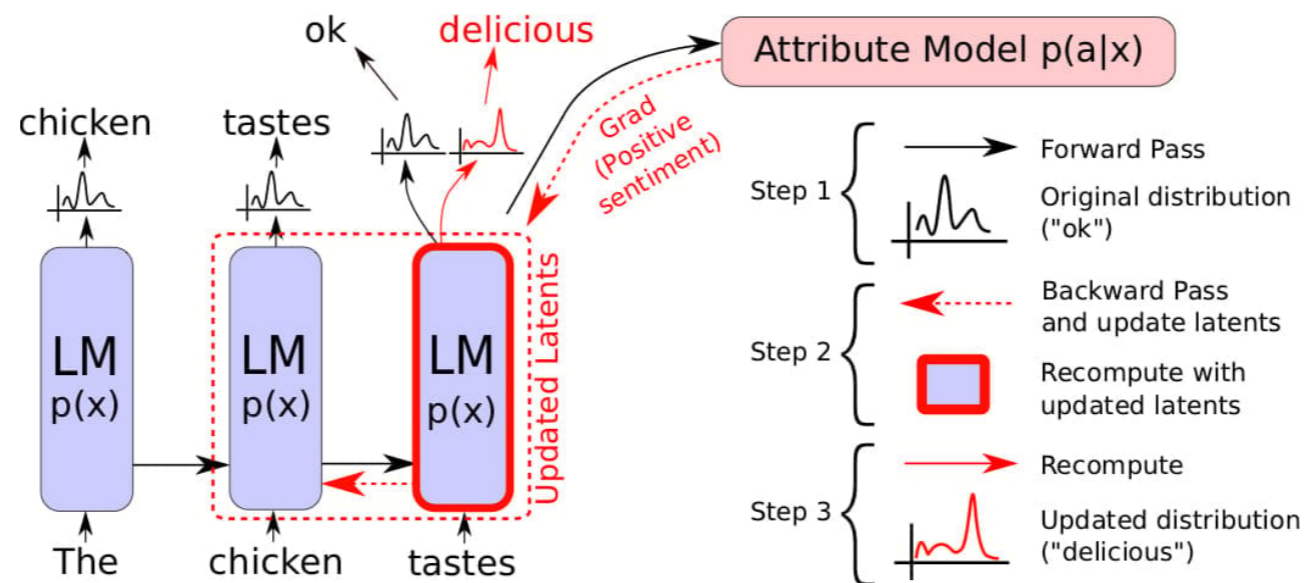 ok
delicious
Attribute Model p(a|x)
chicken
tastes
Grad
(Positive
sentiment)
LM
p(x)
LM
p(x)
LM
p(x)
Updated Latents
The
chicken
tastes
Step 1
Forward Pass
Original distribution
("ok")
Step 2
Backward Pass
and update latents
Recompute with
updated latents
Step 3
Recompute
Updated distribution
("delicious")